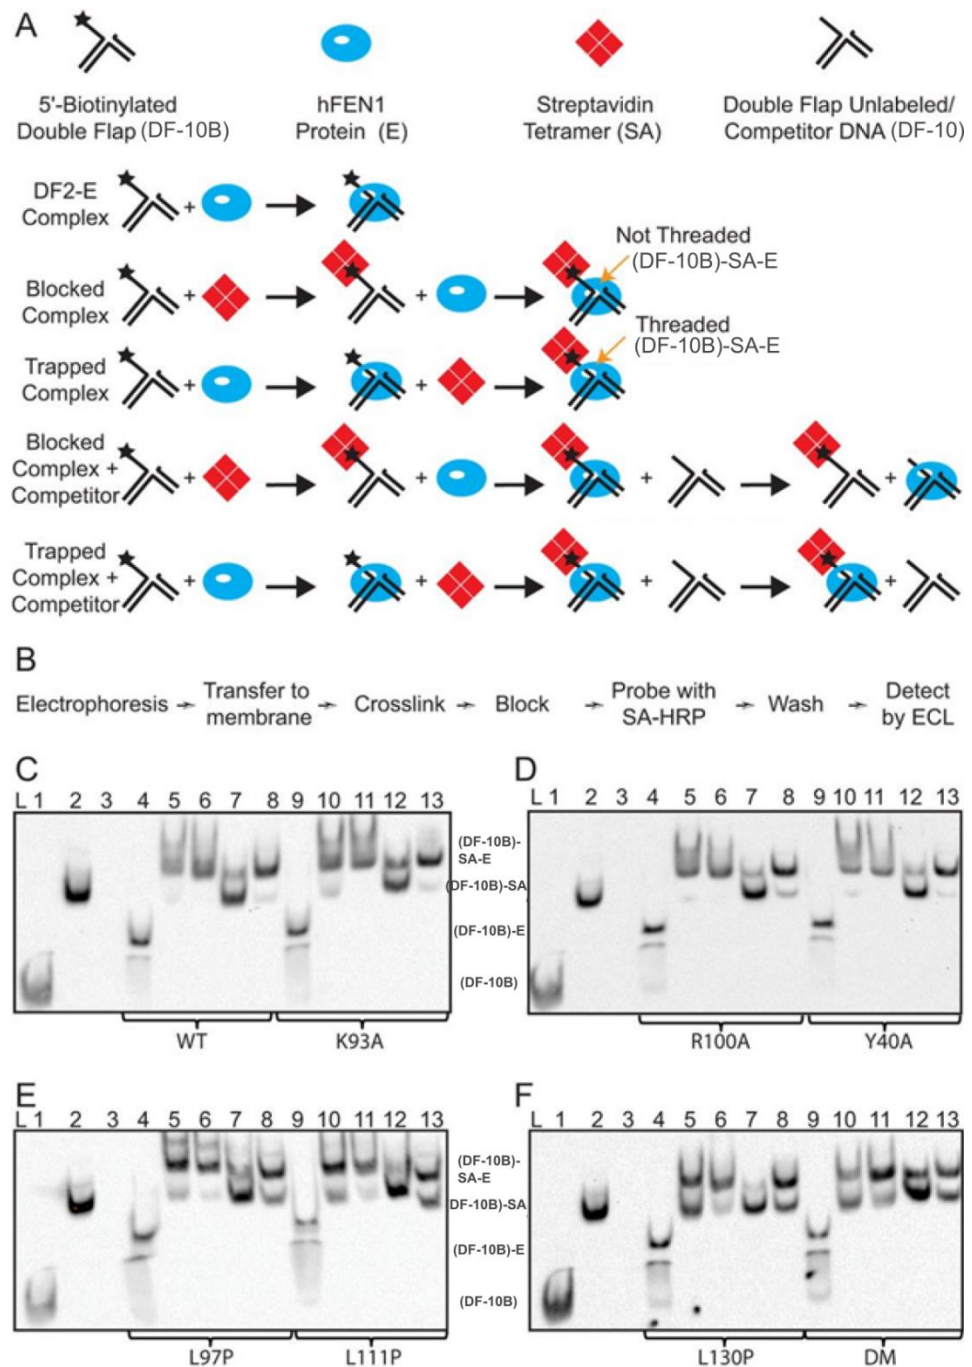 A
5'-Biotinylated
Double Flap (DF-10B)
hFEN1
Protein (E)
Streptavidin
Tetramer (SA)
Double Flap Unlabeled/
Competitor DNA (DF-10)
DF2-E
Complex
+
Blocked
Complex
+
+
Not Threaded
(DF-10B)-SA-E
Trapped
Complex
+
+
Threaded
(DF-10B)-SA-E
Blocked
Complex +
Competitor
+
+
+
+
Trapped
Complex +
Competitor
+
+
+
+
B
Electrophoresis → Transfer to membrane → Crosslink → Block → Probe with SA-HRP → Wash → Detect by ECL
C
L 1 2 3 4 5 6 7 8 9 10 11 12 13
WT
K93A
(DF-10B)-
SA-E
(DF-10B)-SA
(DF-10B)-E
(DF-10B)
D
L 1 2 3 4 5 6 7 8 9 10 11 12 13
R100A
Y40A
E
L 1 2 3 4 5 6 7 8 9 10 11 12 13
L97P
L111P
(DF-10B)-
SA-E
DF-10B)-SA
(DF-10B)-E
(DF-10B)
F
L 1 2 3 4 5 6 7 8 9 10 11 12 13
L130P
DM